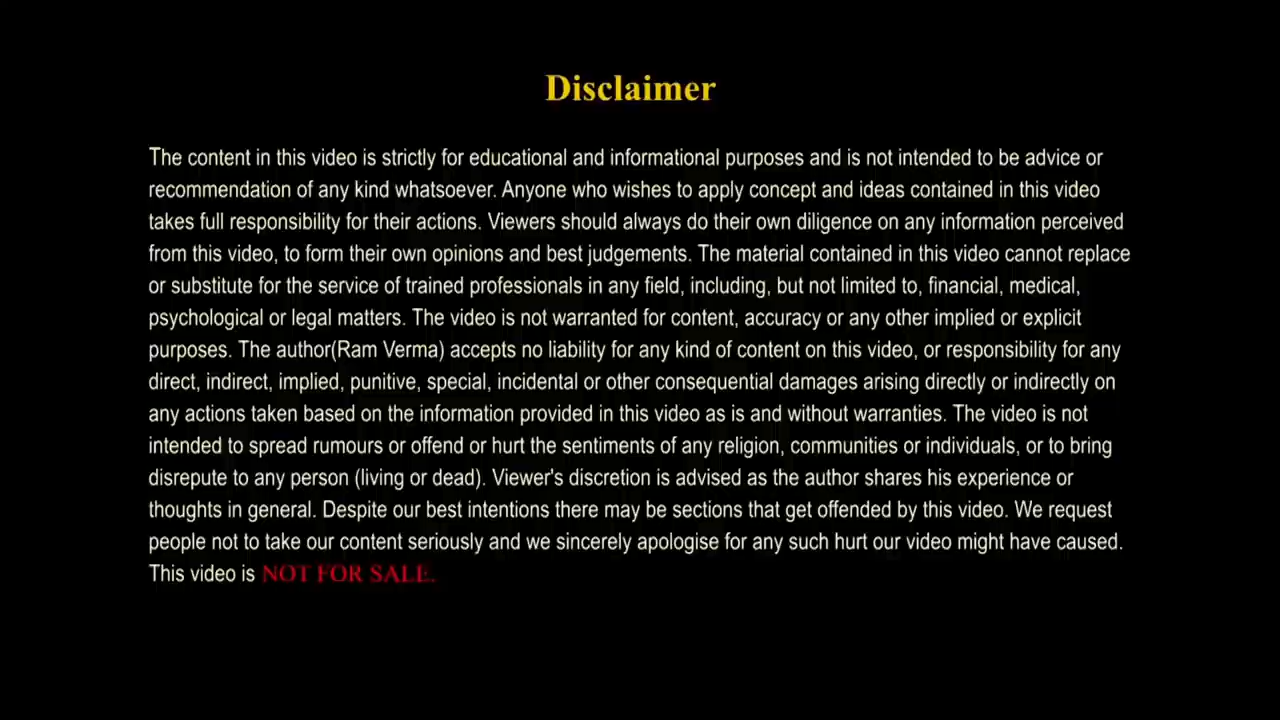 Disclaimer
The content in this video is strictly for educational and informational purposes and is not intended to be advice or
recommendation of any kind whatsoever. Anyone who wishes to apply concept and ideas contained in this video
takes full responsibility for their actions. Viewers should always do their own diligence on any information perceived
from this video, to form their own opinions and best judgements. The material contained in this video cannot replace
or substitute for the service of trained professionals in any field, including, but not limited to, financial, medical,
psychological or legal matters. The video is not warranted for content, accuracy or any other implied or explicit
purposes. The author(Ram Verma) accepts no liability for any kind of content on this video, or responsibility for any
direct, indirect, implied, punitive, special, incidental or other consequential damages arising directly or indirectly on
any actions taken based on the information provided in this video as is and without warranties. The video is not
intended to spread rumours or offend or hurt the sentiments of any religion, communities or individuals, or to bring
disrepute to any person (living or dead). Viewer's discretion is advised as the author shares his experience or
thoughts in general. Despite our best intentions there may be sections that get offended by this video. We request
people not to take our content seriously and we sincerely apologise for any such hurt our video might have caused.
This video is NOT FOR SALE.